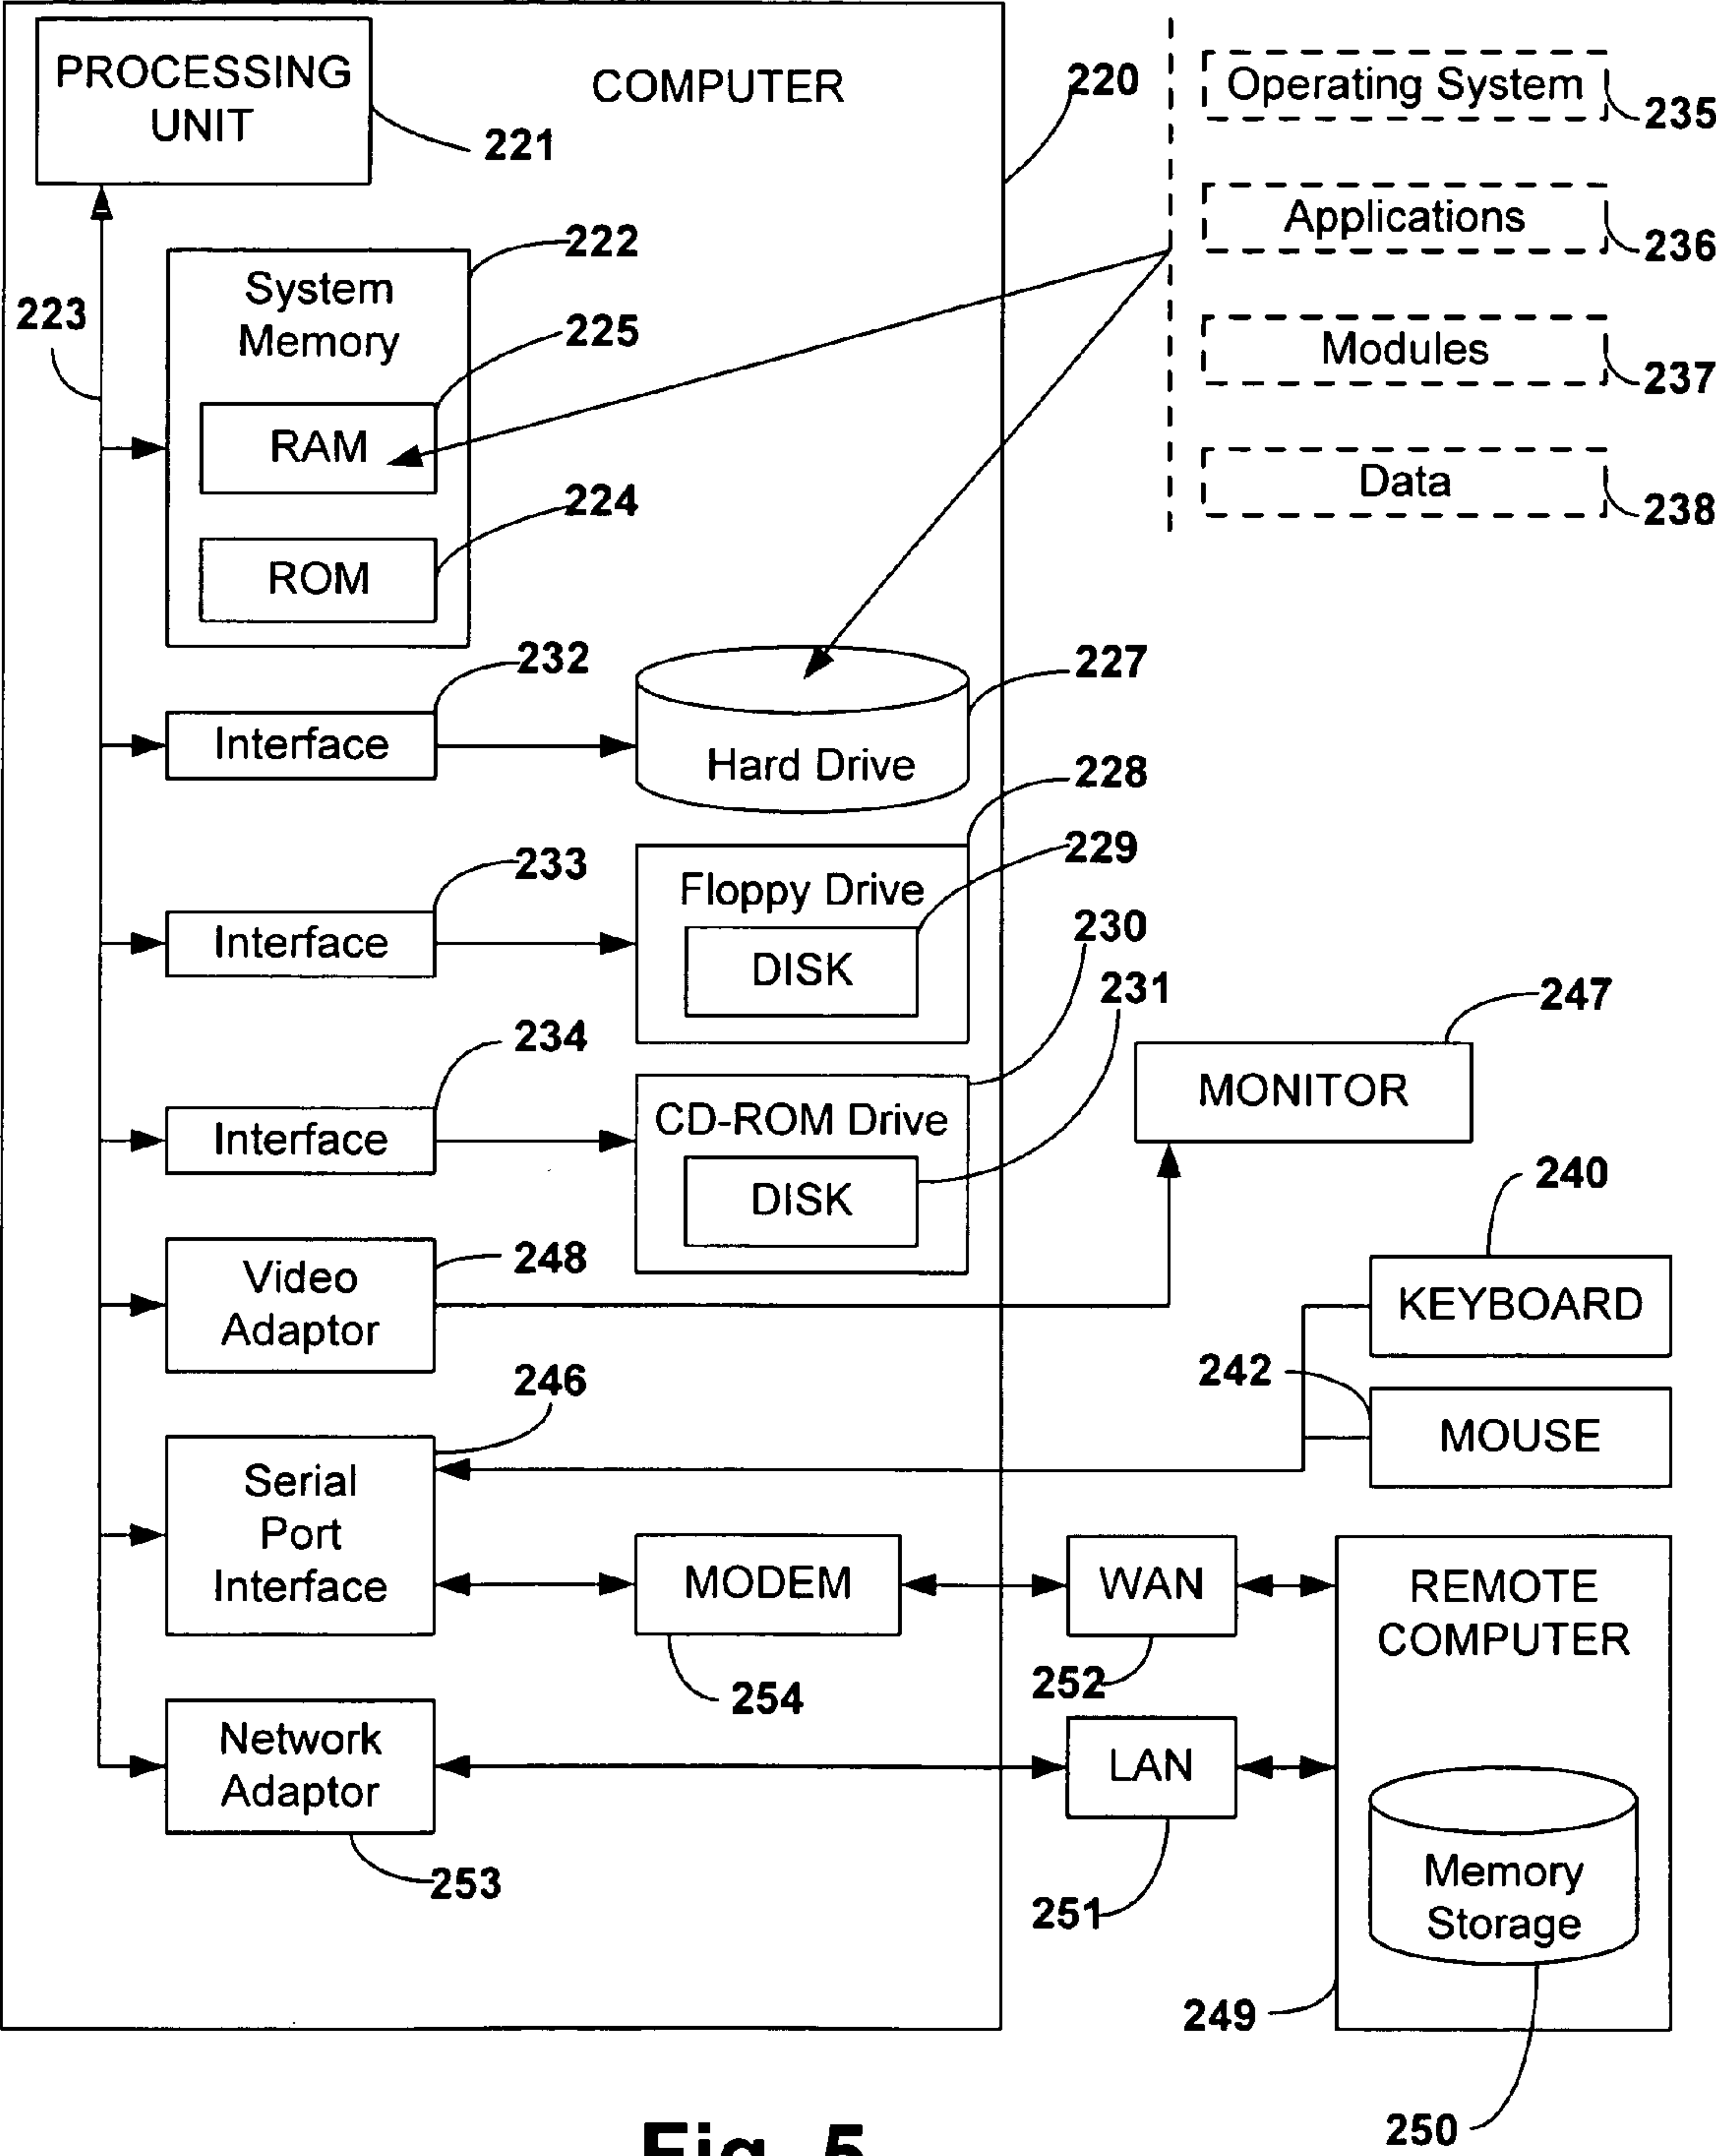 PROCESSING
UNIT
221
COMPUTER
220
Operating System
235
Applications
236
Modules
237
Data
238
222
System
Memory
223
225
RAM
224
ROM
232
Interface
227
Hard Drive
228
233
Interface
229
Floppy Drive
DISK
230
231
234
Interface
CD-ROM Drive
DISK
247
MONITOR
240
KEYBOARD
248
Video
Adaptor
242
MOUSE
246
Serial
Port
Interface
MODEM
254
WAN
252
REMOTE
COMPUTER
Network
Adaptor
253
LAN
251
Memory
Storage
249
250
Fig. 5